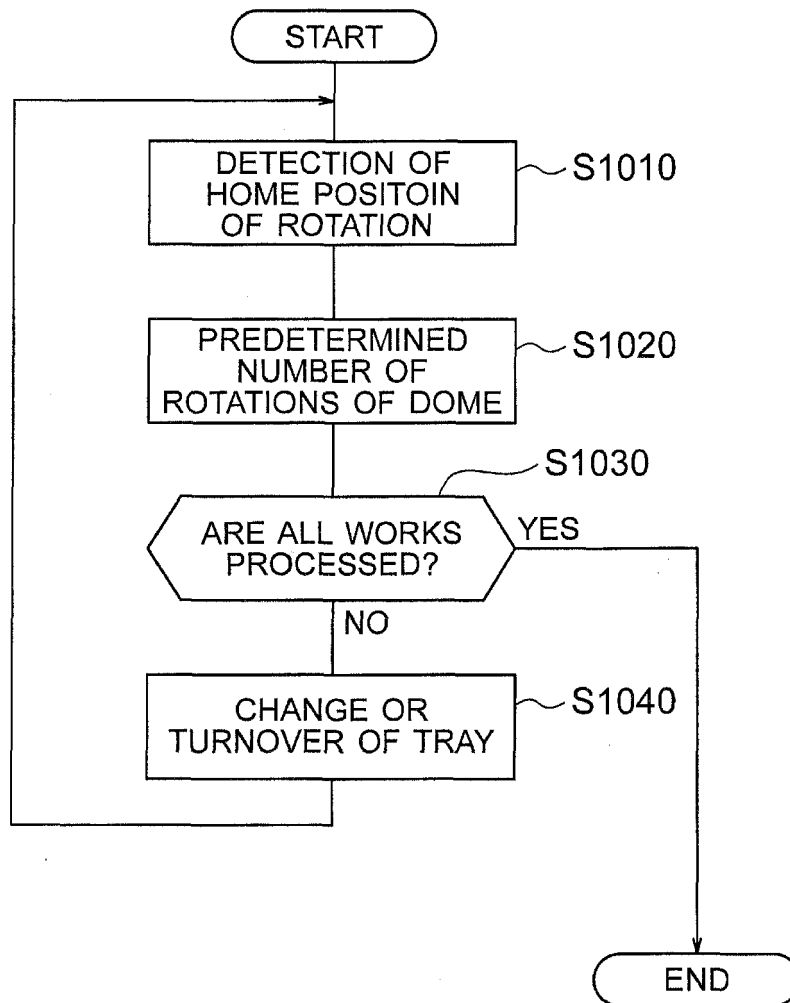 START
DETECTION OF
HOME POSITOIN
OF ROTATION
S1010
PREDETERMINED
NUMBER OF
ROTATIONS OF DOME
S1020
S1030
ARE ALL WORKS
PROCESSED?
YES
NO
CHANGE OR
TURNOVER OF TRAY
S1040
END